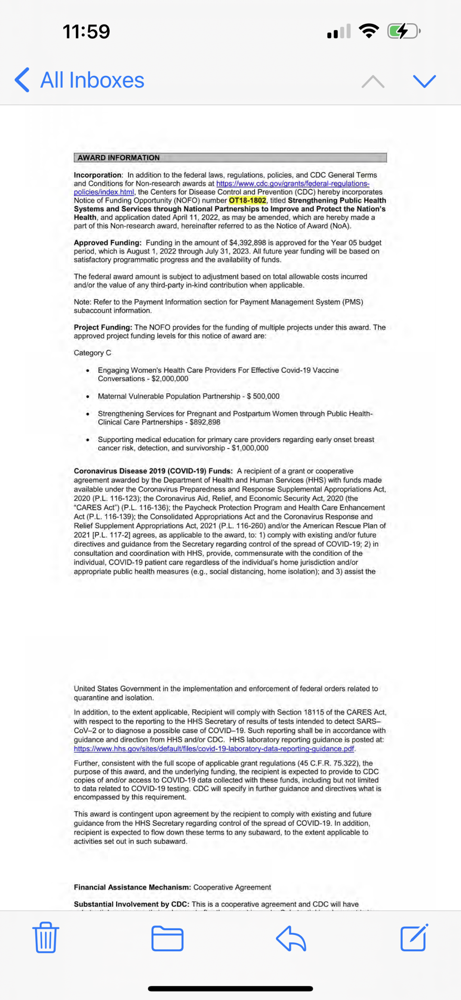 11:59
All Inboxes
AWARD INFORMATION
Incorporation: In addition to the federal laws, regulations, policies, and CDC General Terms
and Conditions for Non-research awards at https://www.cdc.gov/grants/federal-regulations-
policies/index.html, the Centers for Disease Control and Prevention (CDC) hereby incorporates
Notice of Funding Opportunity (NOFO) number OT18-1802, titled Strengthening Public Health
Systems and Services through National Partnerships to Improve and Protect the Nation's
Health, and application dated April 11, 2022, as may be amended, which are hereby made a
part of this Non-research award, hereinafter referred to as the Notice of Award (NoA).
Approved Funding: Funding in the amount of $4,392,898 is approved for the Year 05 budget
period, which is August 1, 2022 through July 31, 2023. All future year funding will be based on
satisfactory programmatic progress and the availability of funds.
The federal award amount is subject to adjustment based on total allowable costs incurred
and/or the value of any third-party in-kind contribution when applicable.
Note: Refer to the Payment Information section for Payment Management System (PMS)
subaccount information.
Project Funding: The NOFO provides for the funding of multiple projects under this award. The
approved project funding levels for this notice of award are:
Category C
• Engaging Women's Health Care Providers For Effective Covid-19 Vaccine
Conversations - $2,000,000
• Maternal Vulnerable Population Partnership - $ 500,000
• Strengthening Services for Pregnant and Postpartum Women through Public Health-
Clinical Care Partnerships - $892,898
• Supporting medical education for primary care providers regarding early onset breast
cancer risk, detection, and survivorship - $1,000,000
Coronavirus Disease 2019 (COVID-19) Funds: A recipient of a grant or cooperative
agreement awarded by the Department of Health and Human Services (HHS) with funds made
available under the Coronavirus Preparedness and Response Supplemental Appropriations Act,
2020 (P.L. 116-123); the Coronavirus Aid, Relief, and Economic Security Act, 2020 (the
“CARES Act”) (P.L. 116-136); the Paycheck Protection Program and Health Care Enhancement
Act (P.L. 116-139); the Consolidated Appropriations Act and the Coronavirus Response and
Relief Supplement Appropriations Act, 2021 (P.L. 116-260) and/or the American Rescue Plan of
2021 [P.L. 117-2] agrees, as applicable to the award, to: 1) comply with existing and/or future
directives and guidance from the Secretary regarding control of the spread of COVID-19; 2) in
consultation and coordination with HHS, provide, commensurate with the condition of the
individual, COVID-19 patient care regardless of the individual's home jurisdiction and/or
appropriate public health measures (e.g., social distancing, home isolation); and 3) assist the
United States Government in the implementation and enforcement of federal orders related to
quarantine and isolation.
In addition, to the extent applicable, Recipient will comply with Section 18115 of the CARES Act,
with respect to the reporting to the HHS Secretary of results of tests intended to detect SARS–
CoV–2 or to diagnose a possible case of COVID–19. Such reporting shall be in accordance with
guidance and direction from HHS and/or CDC. HHS laboratory reporting guidance is posted at:
https://www.hhs.gov/sites/default/files/covid-19-laboratory-data-reporting-guidance.pdf.
Further, consistent with the full scope of applicable grant regulations (45 C.F.R. 75.322), the
purpose of this award, and the underlying funding, the recipient is expected to provide to CDC
copies of and/or access to COVID-19 data collected with these funds, including but not limited
to data related to COVID-19 testing. CDC will specify in further guidance and directives what is
encompassed by this requirement.
This award is contingent upon agreement by the recipient to comply with existing and future
guidance from the HHS Secretary regarding control of the spread of COVID-19. In addition,
recipient is expected to flow down these terms to any subaward, to the extent applicable to
activities set out in such subaward.
Financial Assistance Mechanism: Cooperative Agreement
Substantial Involvement by CDC: This is a cooperative agreement and CDC will have